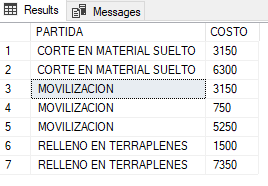 Results Messages
PARTIDA COSTO
1 CORTE EN MATERIAL SUELTO 3150
2 CORTE EN MATERIAL SUELTO 6300
3 MOVILIZACION 3150
4 MOVILIZACION 750
5 MOVILIZACION 5250
6 RELLENO EN TERRAPLENES 1500
7 RELLENO EN TERRAPLENES 7350